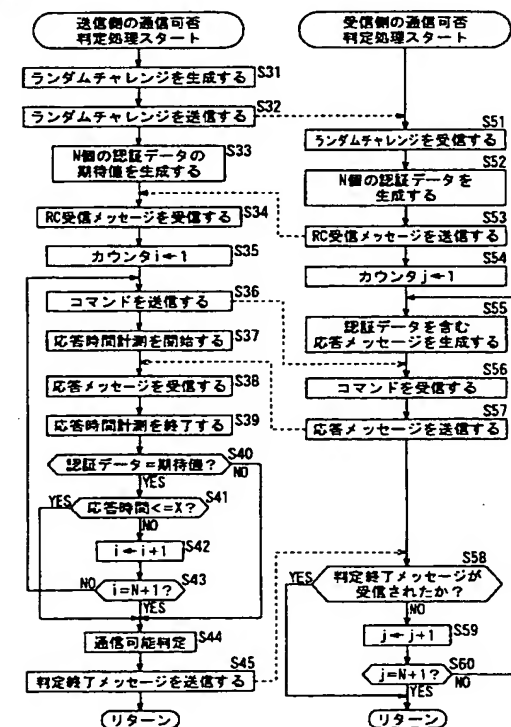 送信側の通信可否
判定処理スタート
ランダムチャレンジを生成する S31
ランダムチャレンジを送信する S32
N個の認証データの
期待値を生成する S33
RC受信メッセージを受信する S34
カウンタi←1 S35
コマンドを送信する S36
応答時間計測を開始する S37
応答メッセージを受信する S38
応答時間計測を終了する S39
認証データ=期待値? S40
NO
YES
YES 応答時間<=X? S41
NO
i←i+1 S42
NO i=N+1? S43
YES
通信可能判定 S44
判定終了メッセージを送信する S45
リターン
受信側の通信可否
判定処理スタート
ランダムチャレンジを受信する S51
N個の認証データを
生成する S52
RC受信メッセージを送信する S53
カウンタj←1 S54
認証データを含む
応答メッセージを生成する S55
コマンドを受信する S56
応答メッセージを送信する S57
YES 判定終了メッセージが
受信されたか? S58
NO
j←j+1 S59
j=N+1? S60
NO
YES
リターン